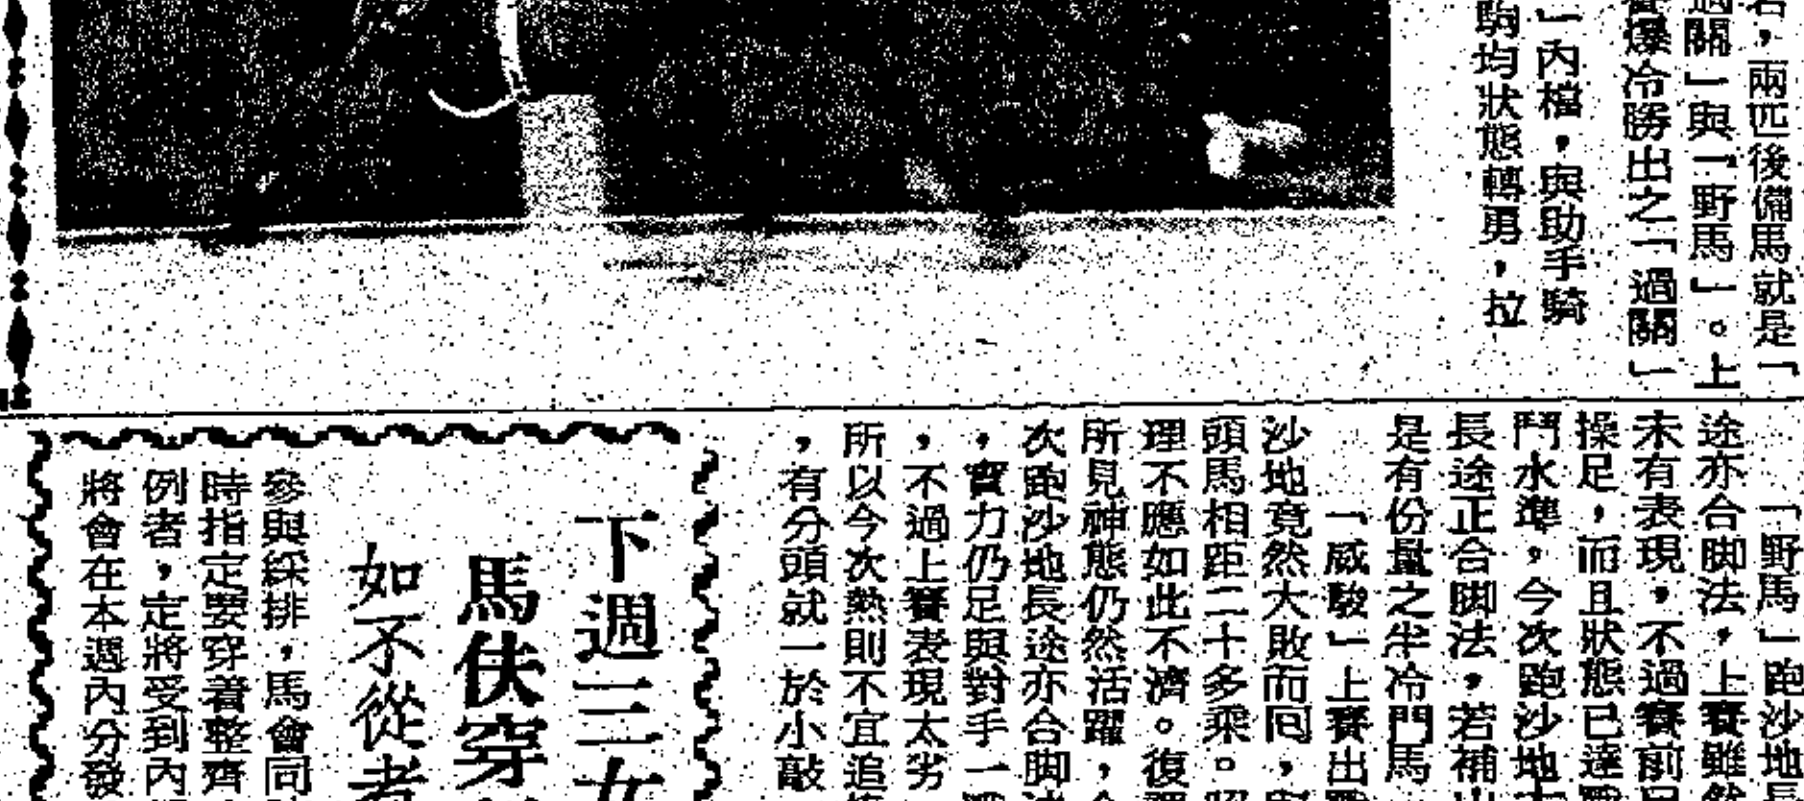 若，兩匹後備馬就是「
過關」與「野馬」。上
賽爆冷勝出之「過關」
」內檔，與助手騎
駒均狀態轉勇，拉
「野馬」跑沙地長
途亦合脚法，上賽雖然
未有表現，不過賽前
操足，而且狀態已達
鬥水準，今次跑沙地
長途正合脚法，若補
是有份量之半冷門馬
「威駿」上賽出
沙地竟然大敗而囘，
頭馬相距二十多乘。
理不應如此不濟。復
所見神態仍然活躍，
次跑沙地長途亦合脚
，實力仍足與對手一
，不過上賽表現太劣
所以今次熱則不宜追
，有分頭就一於小敲
下週三
馬伕穿
如不從者
參與綵排，馬會同
時指定要穿着整齊
例者，定將受到內
將會在本週內分發